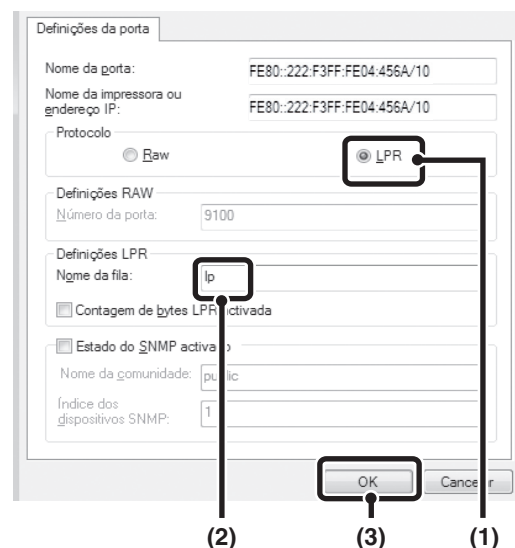 Definições da porta
Nome da porta: FE80::222:F3FF:FE04:456A/10
Nome da impressora ou
endereço IP: FE80::222:F3FF:FE04:456A/10
Protocolo
Raw LPR
Definições RAW
Número da porta: 9100
Definições LPR
Nome da fila: lp
Contagem de bytes LPR activada
Estado do SNMP activado
Nome da comunidade: public
Índice dos
dispositivos SNMP: 1
OK Cancelar
(2) (3) (1)